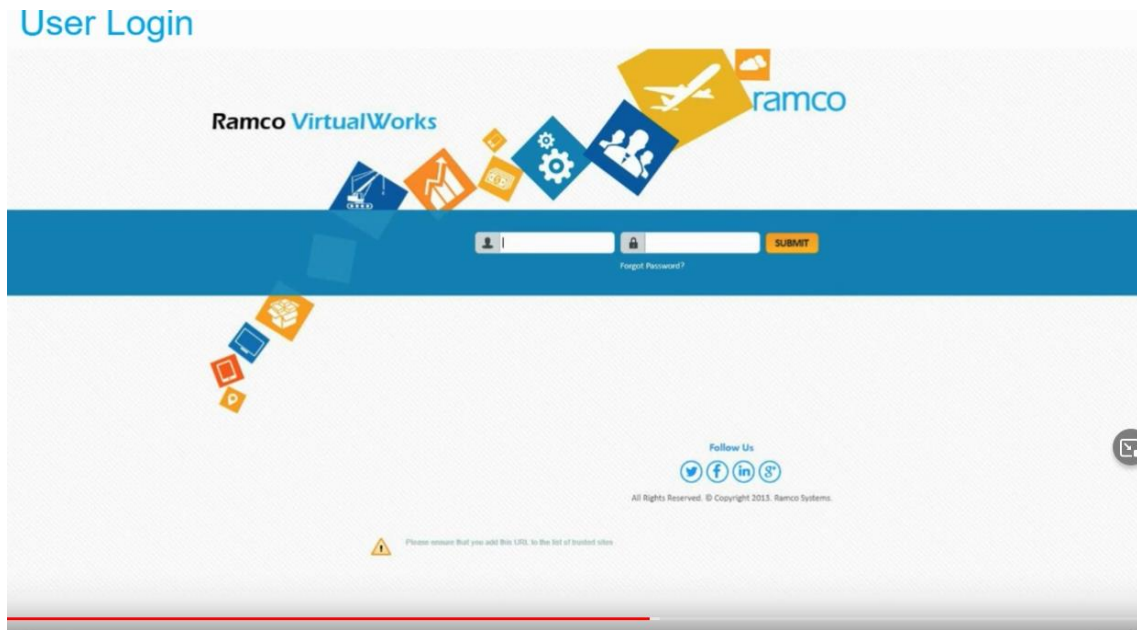 User Login
ramco
Ramco VirtualWorks
SUBMIT
Forgot Password?
Follow Us
All Rights Reserved. © Copyright 2013. Ramco Systems.
Please ensure that you add this URL to the list of trusted sites